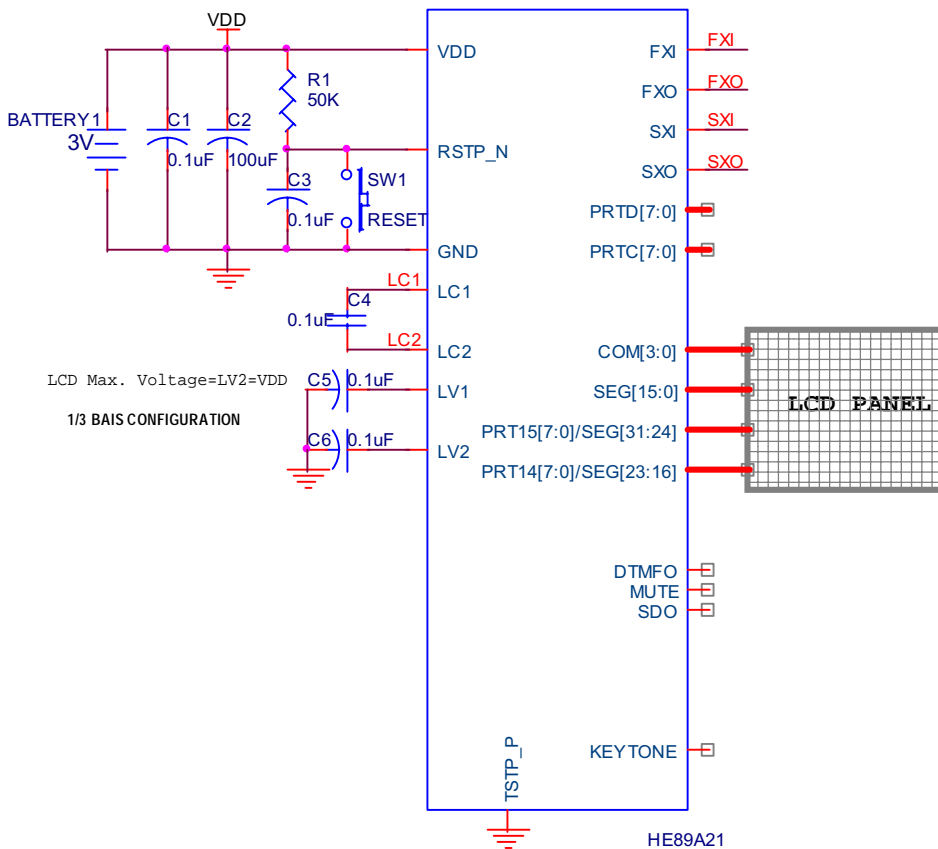 VDD
BATTERY1
3V
C1
0.1uF
C2
100uF
R1
50K
C3
0.1uF
SW1
RESET
VDD
RSTP_N
GND
LC1
LC1
C4
0.1uF
LC2
LC2
LCD Max. Voltage=LV2=VDD
1/3 BAIS CONFIGURATION
C5
0.1uF
LV1
C6
0.1uF
LV2
FXI
FXI
FXO
FXO
SXI
SXI
SXO
SXO
PRTD[7:0]
PRTC[7:0]
COM[3:0]
SEG[15:0]
PRT15[7:0]/SEG[31:24]
PRT14[7:0]/SEG[23:16]
LCD PANEL
DTMFO
MUTE
SDO
KEYTONE
TSTP_P
HE89A21